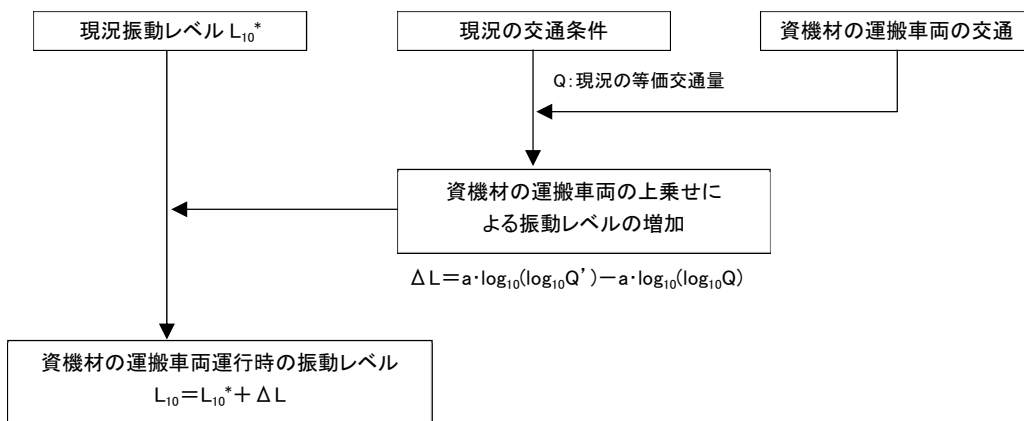 現況振動レベル L₁₀*
現況の交通条件
資機材の運搬車両の交通
Q:現況の等価交通量
資機材の運搬車両の上乗せに
よる振動レベルの増加
ΔL=a・log₁₀(log₁₀Q’)-a・log₁₀(log₁₀Q)
資機材の運搬車両運行時の振動レベル
L₁₀=L₁₀*+ΔL